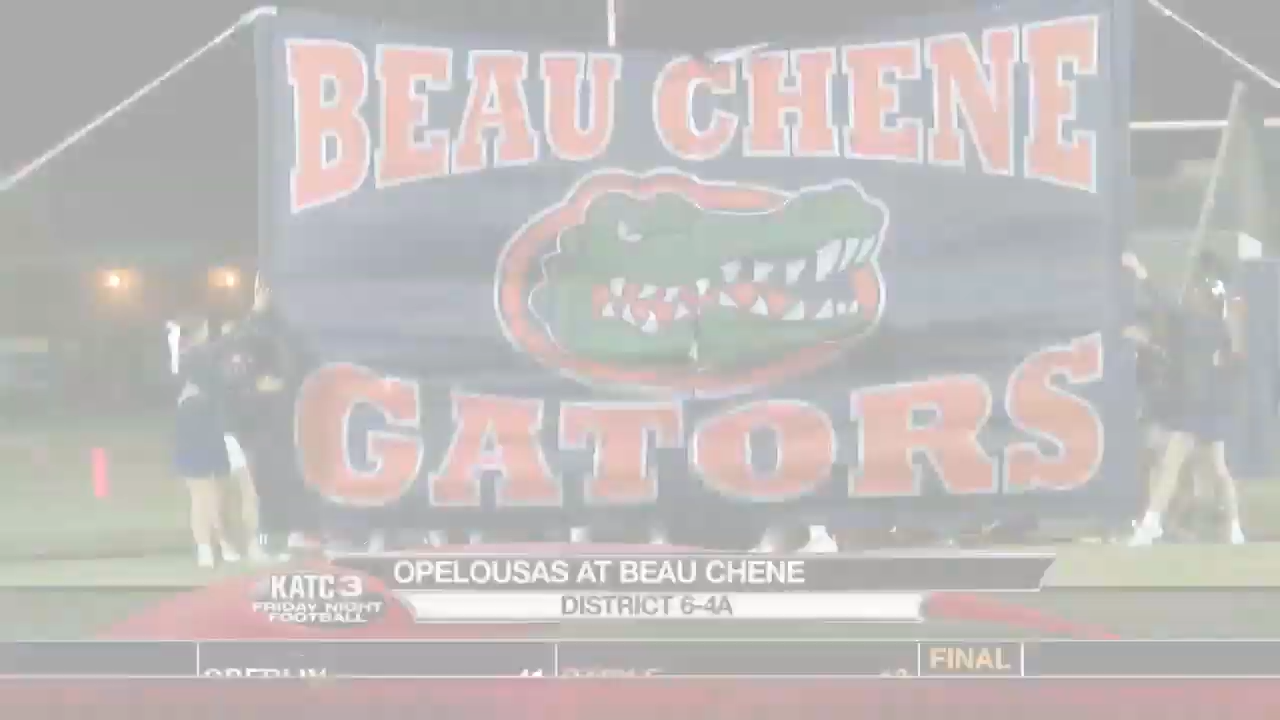 BEAU CHENE
GATORS
KATC 3
FRIDAY NIGHT
FOOTBALL
OPELOUSAS AT BEAU CHENE
DISTRICT 6-4A
FINAL